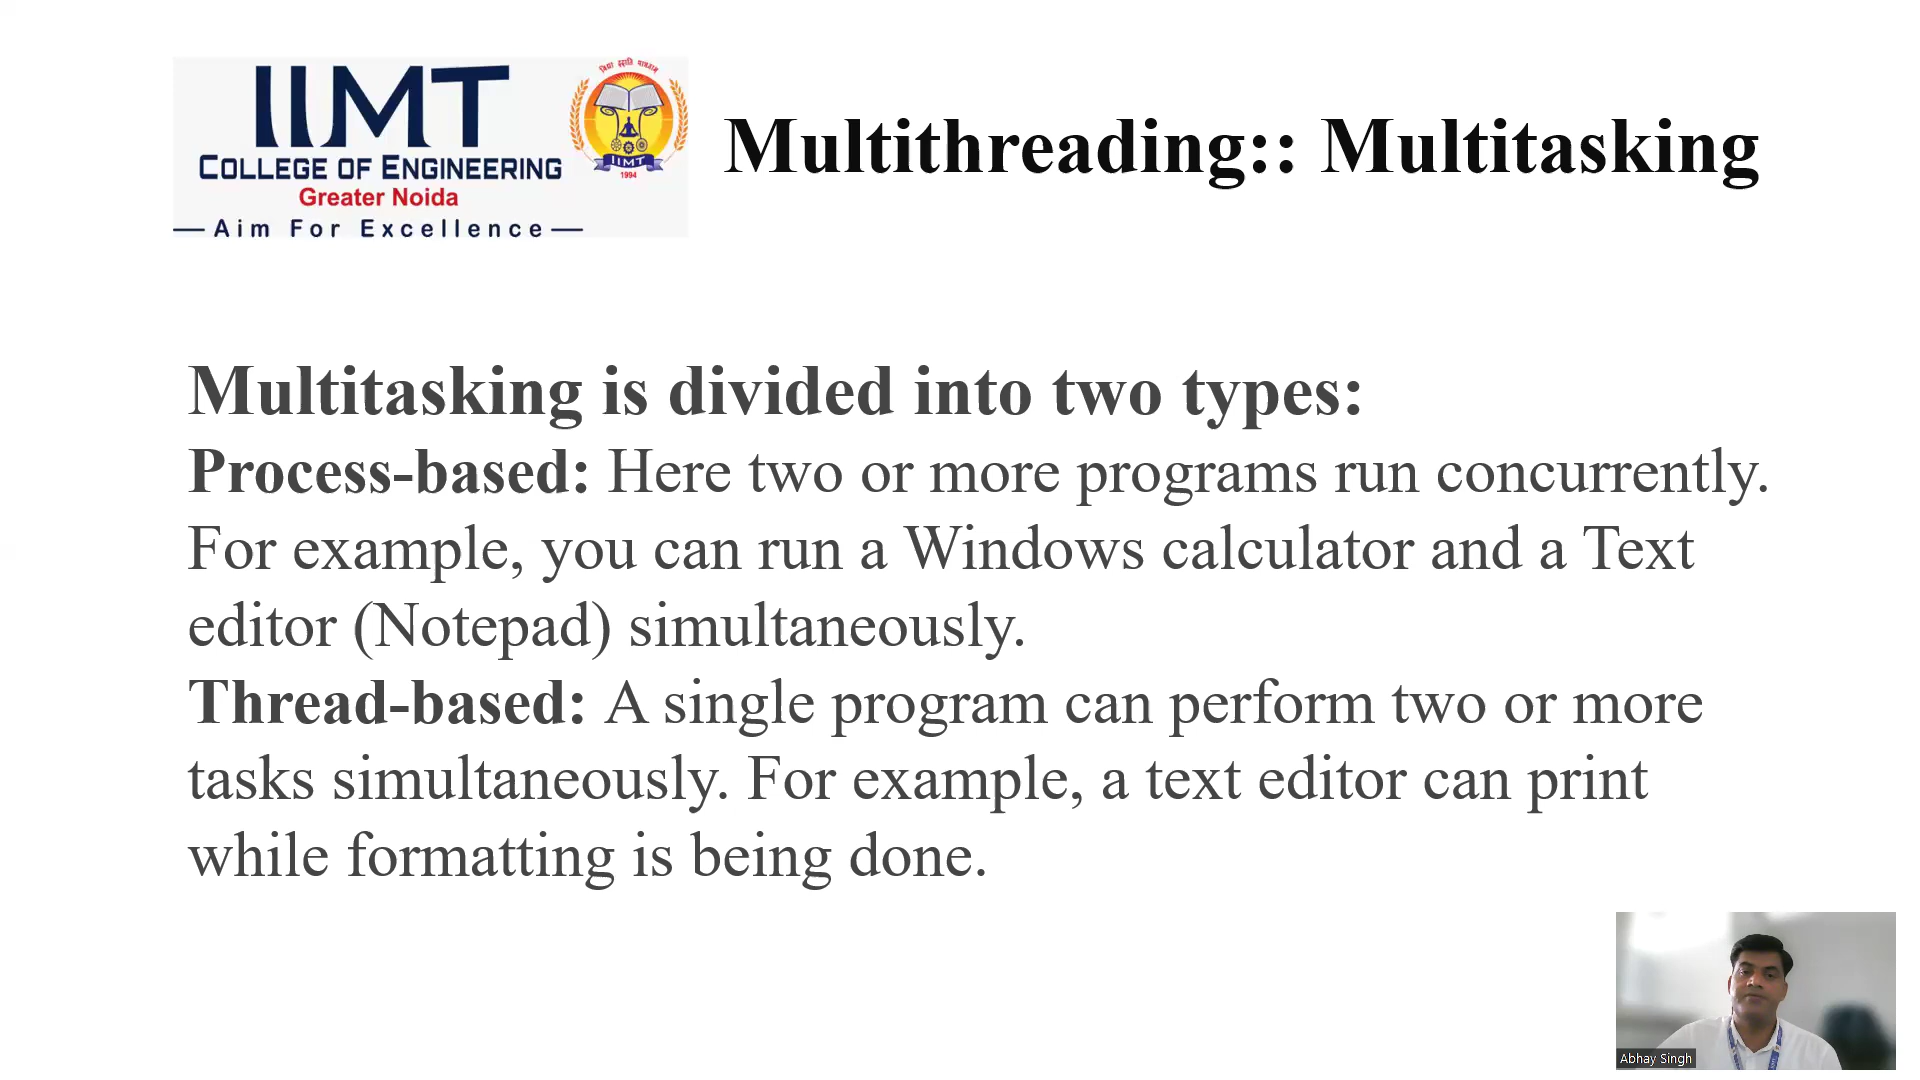 IIMT
COLLEGE OF ENGINEERING
Greater Noida
Aim For Excellence
IIMT
1994
Multithreading:: Multitasking
Multitasking is divided into two types:
Process-based: Here two or more programs run concurrently.
For example, you can run a Windows calculator and a Text
editor (Notepad) simultaneously.
Thread-based: A single program can perform two or more
tasks simultaneously. For example, a text editor can print
while formatting is being done.
Abhay Singh